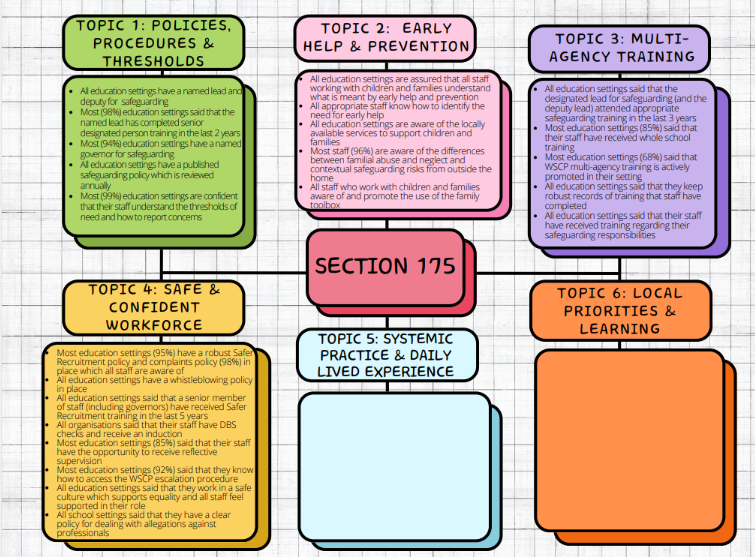 TOPIC 1: POLICIES,
PROCEDURES &
THRESHOLDS
• All education settings have a named lead and
deputy for safeguarding
• Most (98%) education settings said that the
named lead has completed senior
designated person training in the last 2 years
• Most (94%) education settings have a named
governor for safeguarding
• All education settings have a published
safeguarding policy which is reviewed
annually
• Most (99%) education settings are confident
that their staff understand the thresholds of
need and how to report concerns
TOPIC 2: EARLY
HELP & PREVENTION
• All education settings are assured that all staff
working with children and families understand
what is meant by early help and prevention
• All appropriate staff know how to identify the
need for early help
• All education settings are aware of the locally
available services to support children and
families
• Most staff (96%) are aware of the differences
between familial abuse and neglect and
contextual safeguarding risks from outside the
home
• All staff who work with children and families
aware of and promote the use of the family
toolbox
TOPIC 3: MULTI-
AGENCY TRAINING
• All education settings said that the
designated lead for safeguarding (and the
deputy lead) attended appropriate
safeguarding training in the last 3 years
• Most education settings (85%) said that
their staff have received whole school
training
• Most education settings (68%) said that
WSCP multi-agency training is actively
promoted in their setting
• All education settings said that they keep
robust records of training that staff have
completed
• All education settings said that their staff
have received training regarding their
safeguarding responsibilities
SECTION 175
TOPIC 4: SAFE &
CONFIDENT
WORKFORCE
• Most education settings (95%) have a robust Safer
Recruitment policy and complaints policy (98%) in
place which all staff are aware of
• All education settings have a whistleblowing policy
in place
• All education settings said that a senior member
of staff (including governors) have received Safer
Recruitment training in the last 5 years
• All organisations said that their staff have DBS
checks and receive an induction
• Most education settings (85%) said that their staff
have the opportunity to receive reflective
supervision
• Most education settings (92%) said that they know
how to access the WSCP escalation procedure
• All education settings said that they work in a safe
culture which supports equality and all staff feel
supported in their role
• All school settings said that they have a clear
policy for dealing with allegations against
professionals
TOPIC 5: SYSTEMIC
PRACTICE & DAILY
LIVED EXPERIENCE
TOPIC 6: LOCAL
PRIORITIES &
LEARNING